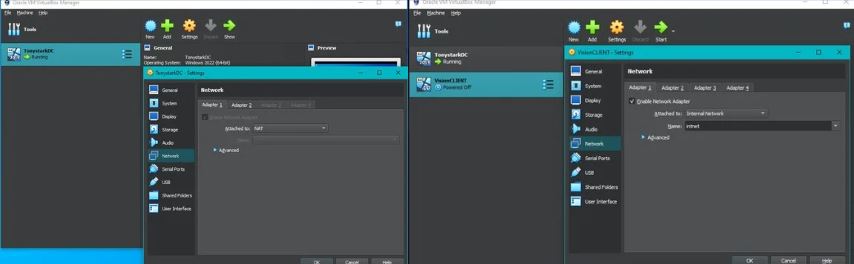 Oracle VM VirtualBox Manager
File Machine Help
Tools
New Add Settings Discard Show
TonystarkDC
Running
General
Preview
Name: TonystarkDC
Operating System: Windows 2022 (64-bit)
TonystarkDC - Settings
General
System
Display
Storage
Audio
Network
Serial Ports
USB
Shared Folders
User Interface
Network
Adapter 1 Adapter 2 Adapter 3 Adapter 4
Enable Network Adapter
Attached to: NAT
Name:
Advanced
OK Cancel Help
Oracle VM VirtualBox Manager
File Machine Help
Tools
New Add Settings Discard Start
TonystarkDC
Running
VisionCLIENT
Powered Off
VisionCLIENT - Settings
General
System
Display
Storage
Audio
Network
Serial Ports
USB
Shared Folders
User Interface
Network
Adapter 1 Adapter 2 Adapter 3 Adapter 4
Enable Network Adapter
Attached to: Internal Network
Name: intnet
Advanced
OK Cancel Help